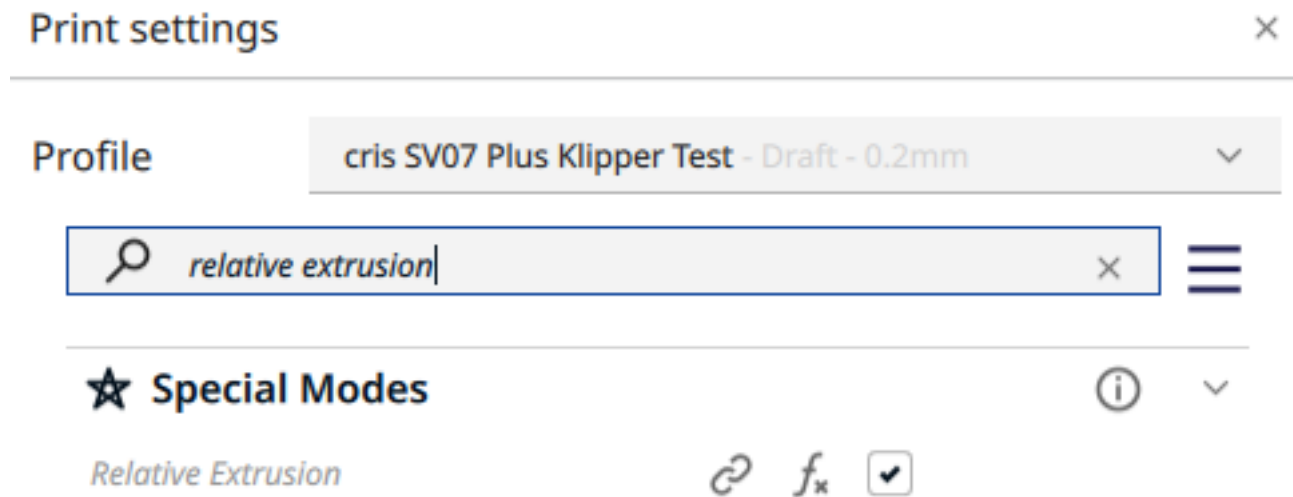 Print settings
Profile
cris SV07 Plus Klipper Test - Draft - 0.2mm
relative extrusion
Special Modes
Relative Extrusion